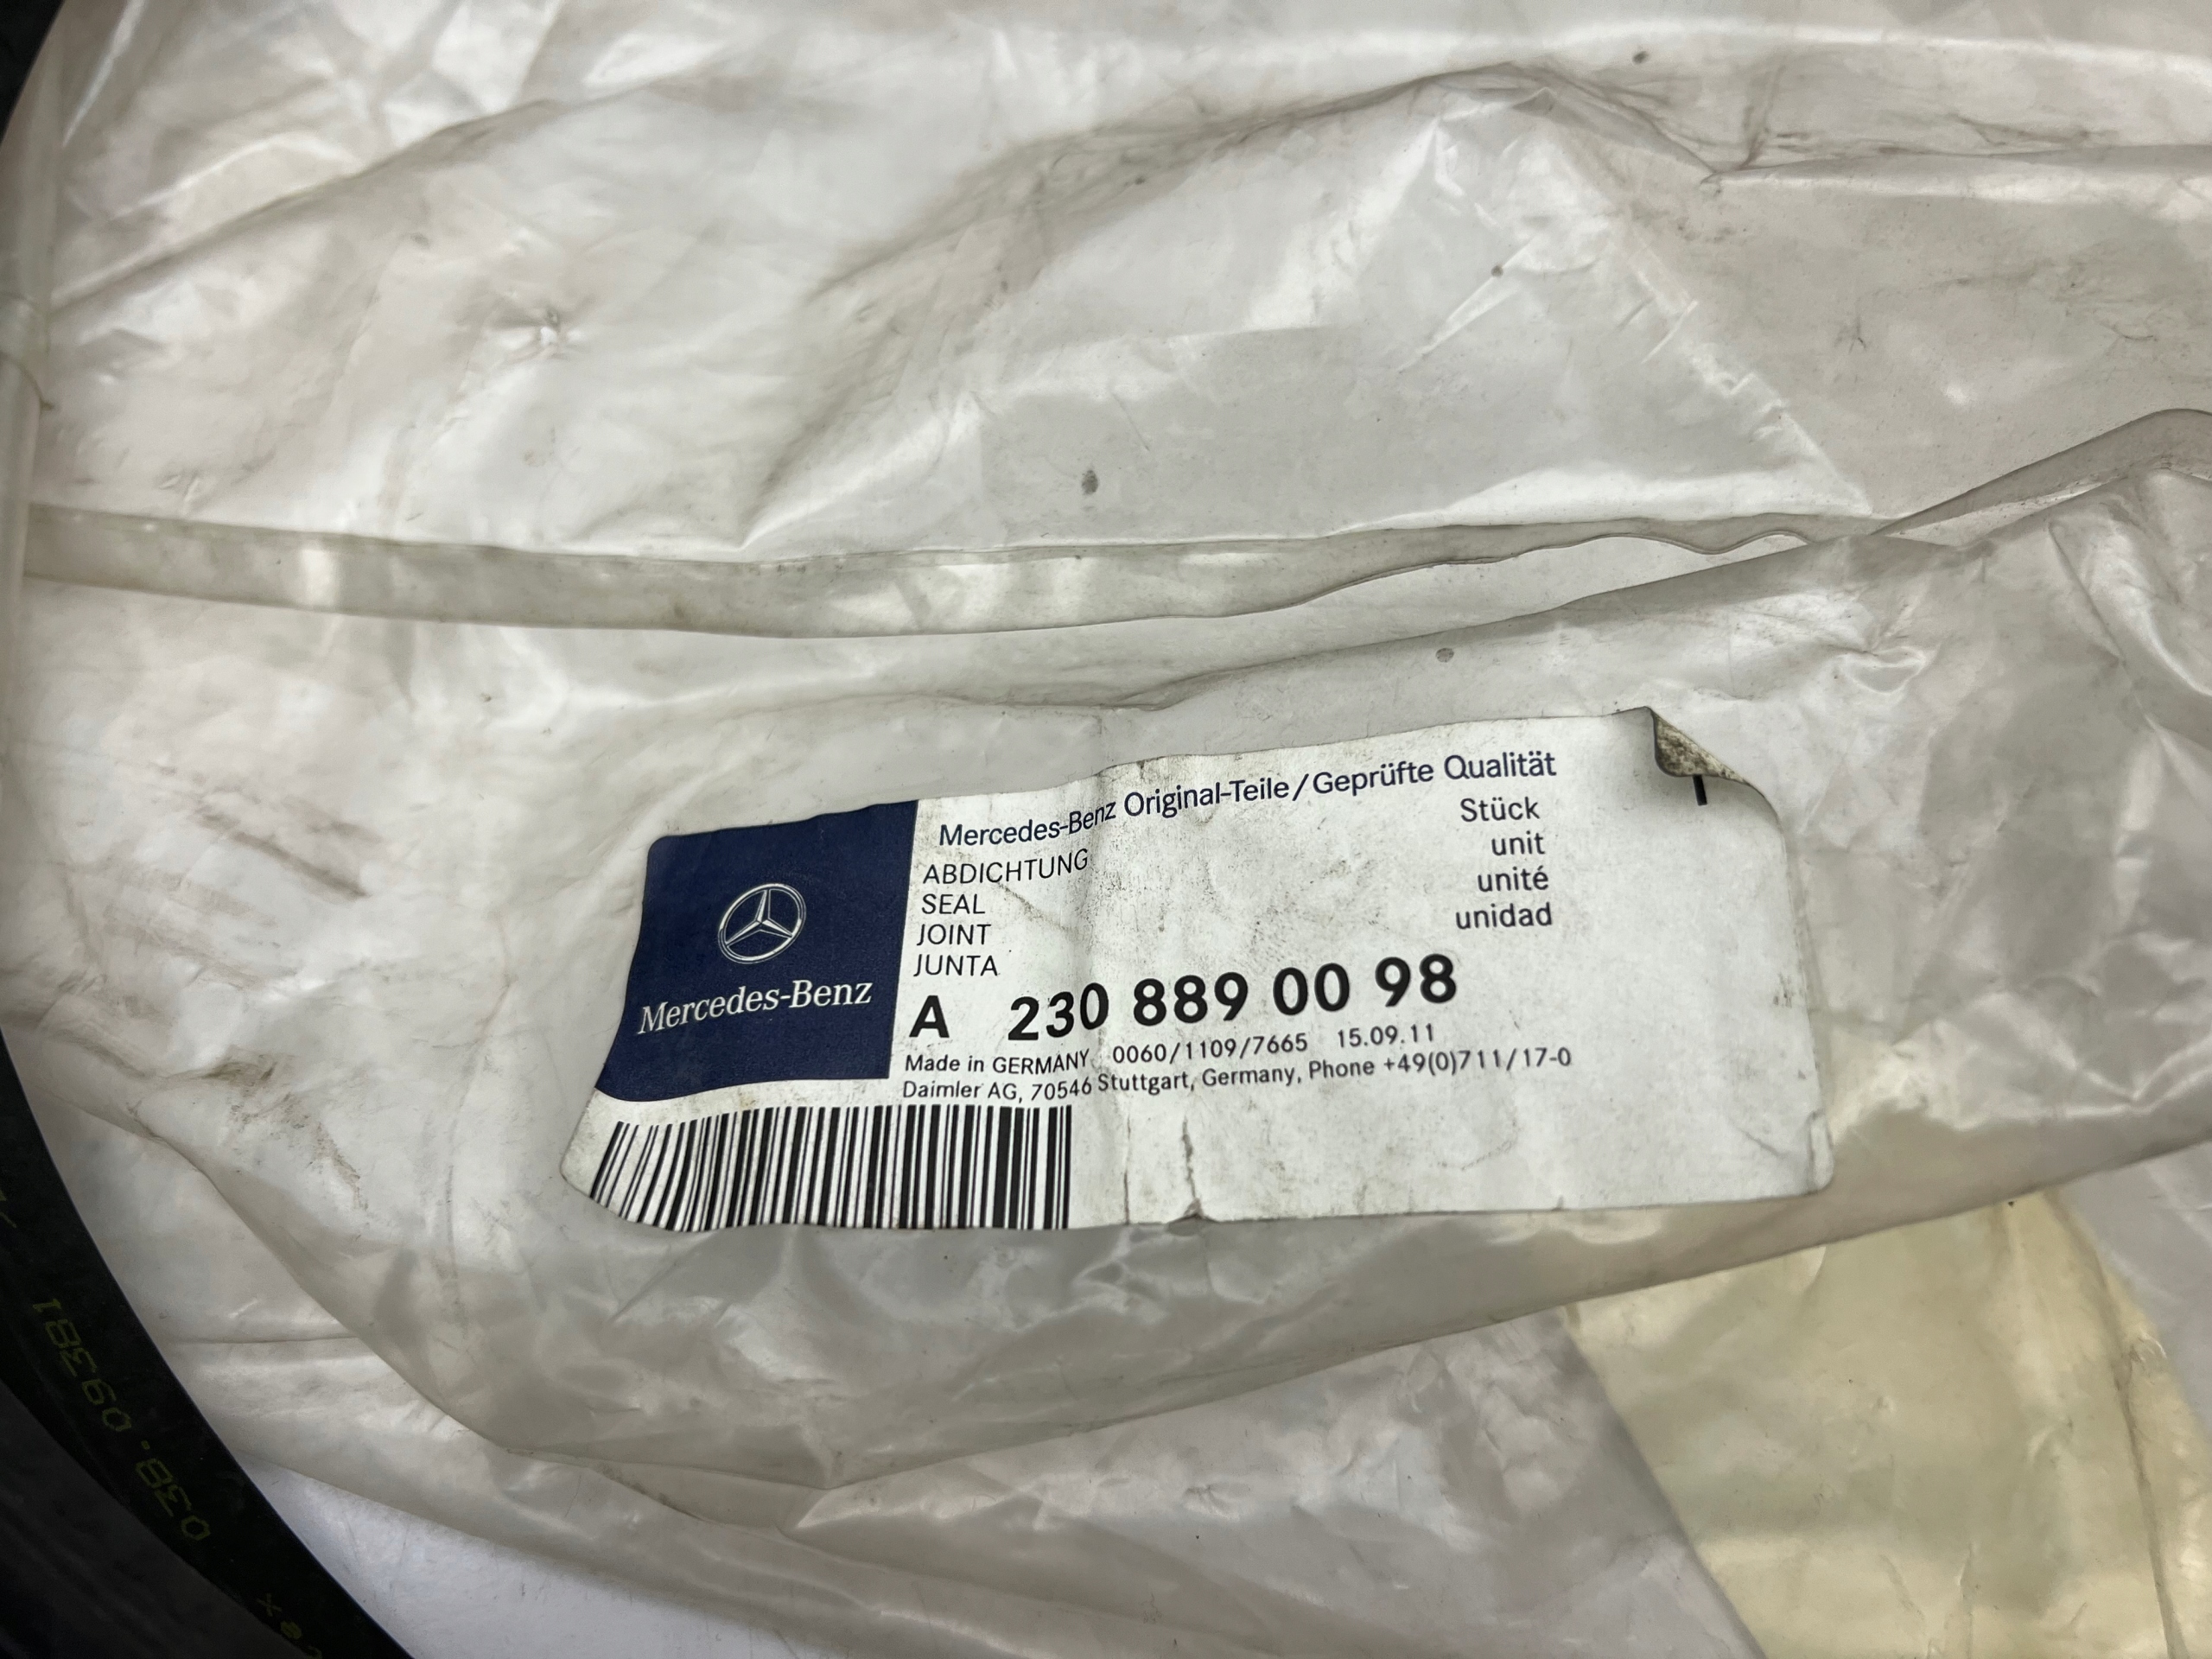 Mercedes-Benz Original-Teile/Geprüfte Qualität
ABDICHTUNG
SEAL
JOINT
JUNTA
Stück
unit
unité
unidad
Mercedes-Benz
A 230 889 00 98
Made in GERMANY 0060/1109/7665 15.09.11
Daimler AG, 70546 Stuttgart, Germany, Phone +49(0)711/17-0
038.09381